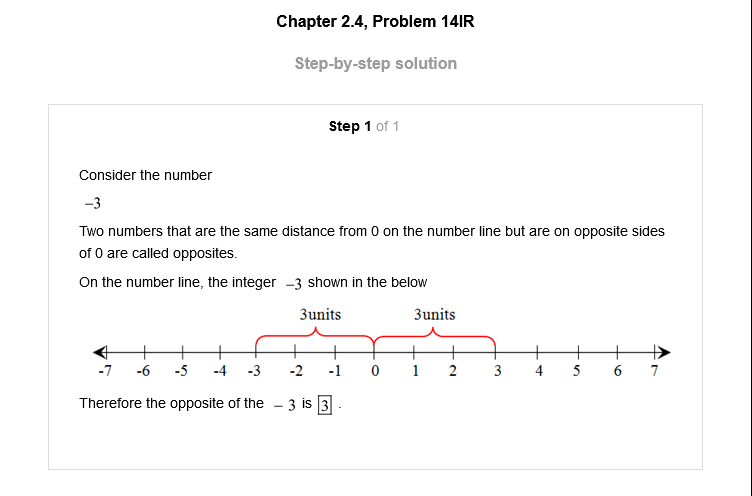 Chapter 2.4, Problem 14IR
Step-by-step solution
Step 1 of 1
Consider the number
−3
Two numbers that are the same distance from 0 on the number line but are on opposite sides
of 0 are called opposites.
On the number line, the integer −3 shown in the below
3units 3units
-7 -6 -5 -4 -3 -2 -1 0 1 2 3 4 5 6 7
Therefore the opposite of the − 3 is 3 .